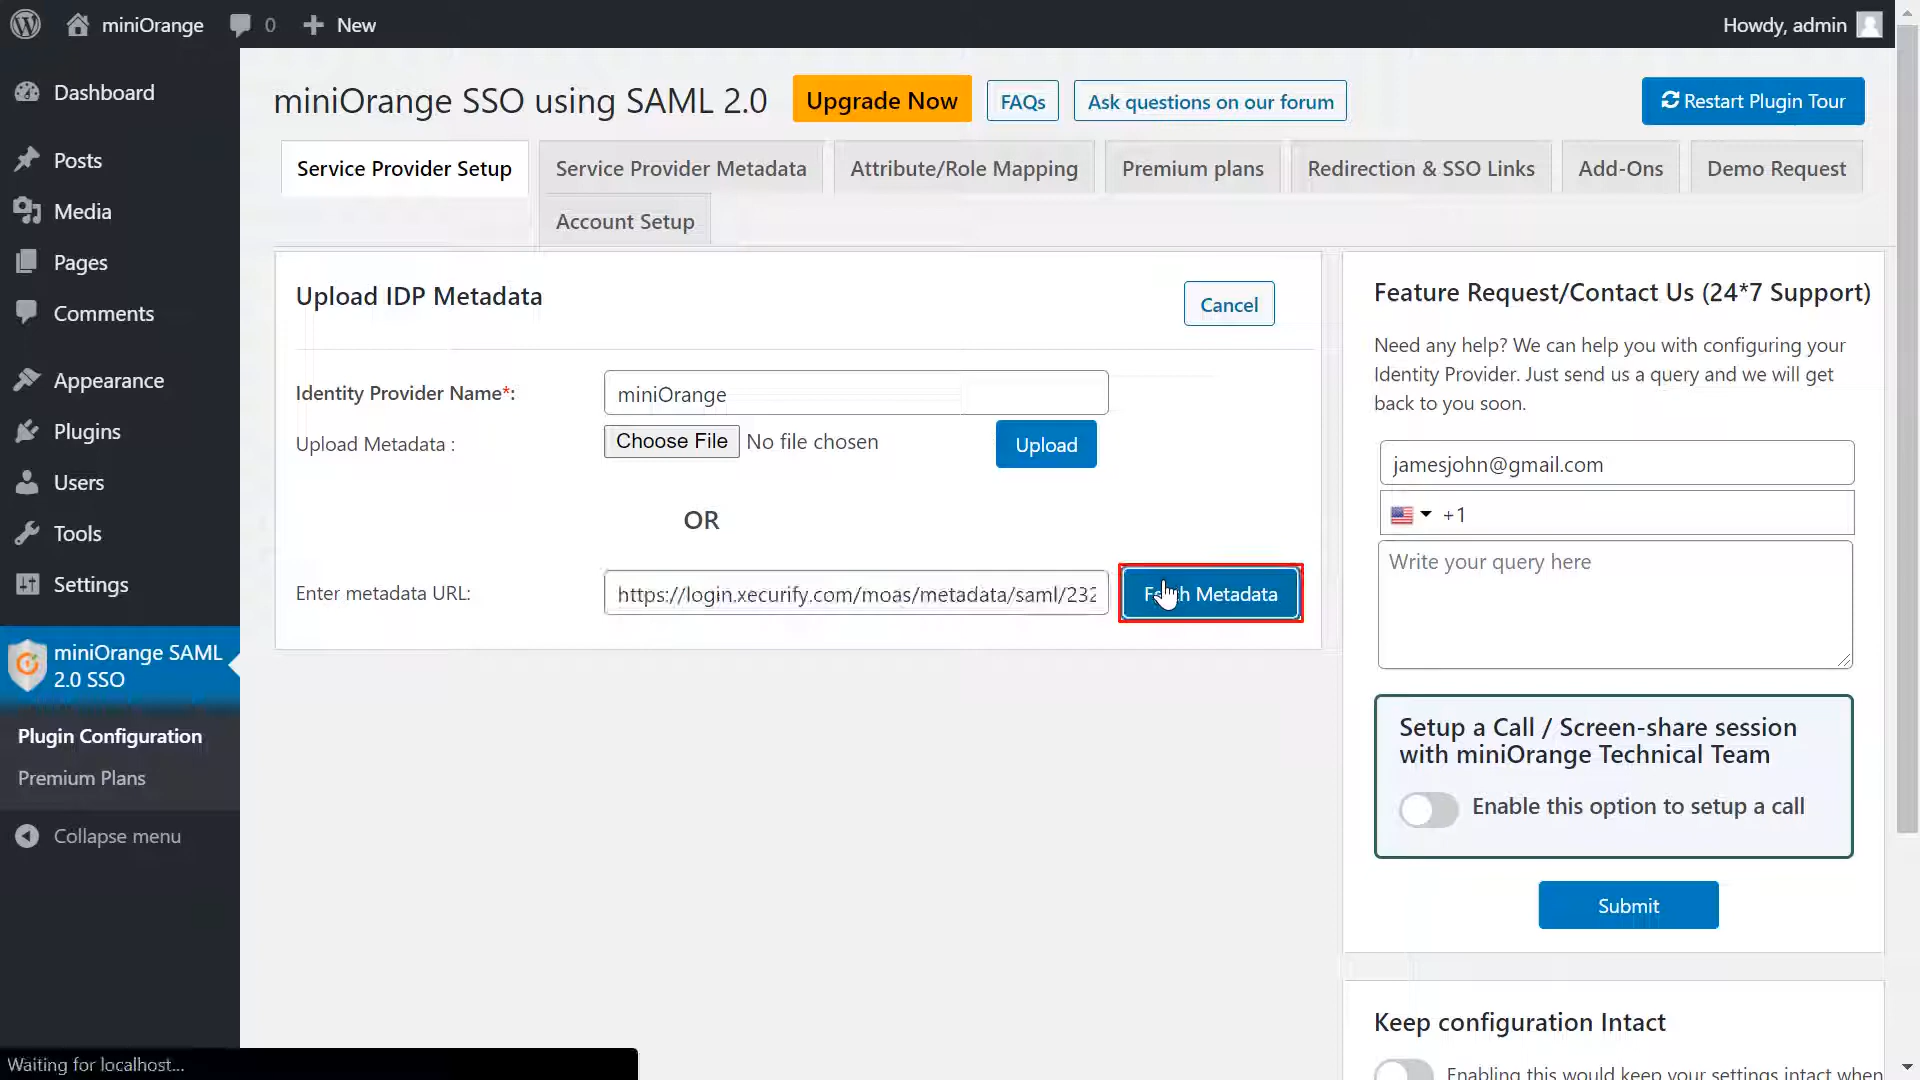 miniOrange
0
New
Howdy, admin
Dashboard
Posts
Media
Pages
Comments
Appearance
Plugins
Users
Tools
Settings
miniOrange SAML
2.0 SSO
Plugin Configuration
Premium Plans
Collapse menu
Waiting for localhost...
miniOrange SSO using SAML 2.0
Upgrade Now
FAQs
Ask questions on our forum
Restart Plugin Tour
Service Provider Setup
Service Provider Metadata
Attribute/Role Mapping
Premium plans
Redirection & SSO Links
Add-Ons
Demo Request
Account Setup
Upload IDP Metadata
Cancel
Identity Provider Name*:
miniOrange
Upload Metadata :
Choose File
No file chosen
Upload
OR
Enter metadata URL:
https://login.xecurify.com/moas/metadata/saml/232
Metadata
Feature Request/Contact Us (24*7 Support)
Need any help? We can help you with configuring your
Identity Provider. Just send us a query and we will get
back to you soon.
jamesjohn@gmail.com
+1
Write your query here
Setup a Call / Screen-share session
with miniOrange Technical Team
Enable this option to setup a call
Submit
Keep configuration Intact
Enabling this would keep your settings intact when